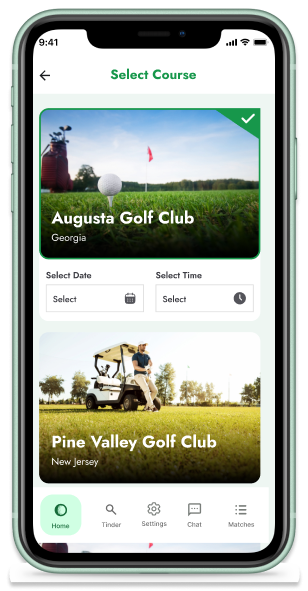 9:41
Select Course
Augusta Golf Club
Georgia
Select Date
Select Time
Select
Select
Pine Valley Golf Club
New Jersey
Home
Tinder
Settings
Chat
Matches